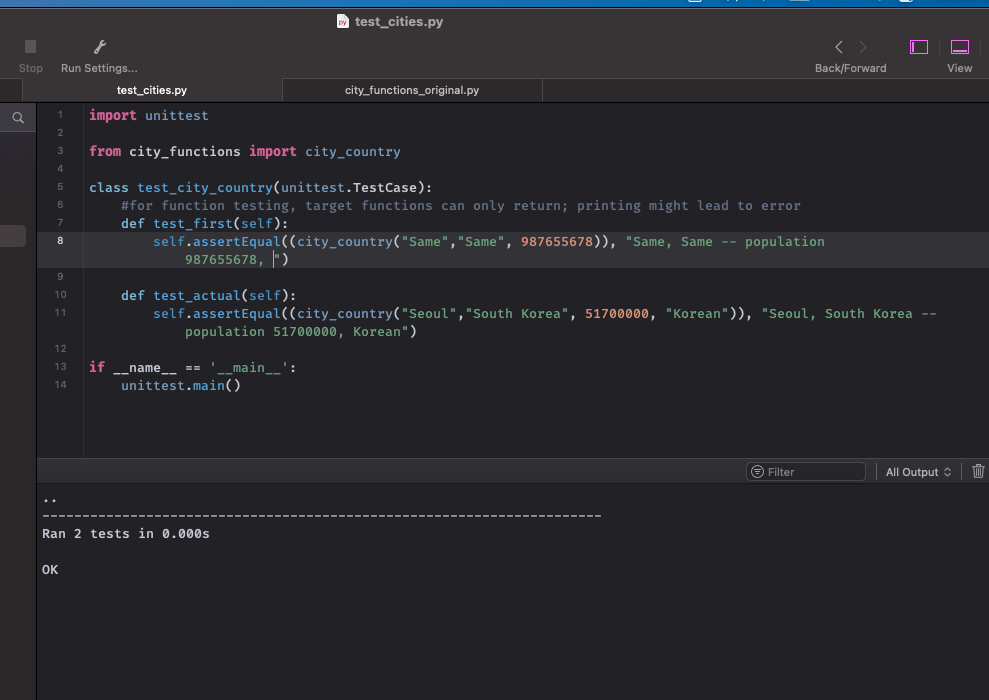 py test_cities.py
Stop Run Settings... Back/Forward View
test_cities.py city_functions_original.py
1 import unittest
2
3 from city_functions import city_country
4
5 class test_city_country(unittest.TestCase):
6 #for function testing, target functions can only return; printing might lead to error
7 def test_first(self):
8 self.assertEqual((city_country("Same","Same", 987655678)), "Same, Same -- population
987655678, ")
9
10 def test_actual(self):
11 self.assertEqual((city_country("Seoul","South Korea", 51700000, "Korean")), "Seoul, South Korea --
population 51700000, Korean")
12
13 if __name__ == '__main__':
14 unittest.main()
Filter All Output
..
----------------------------------------------------------------------
Ran 2 tests in 0.000s
OK